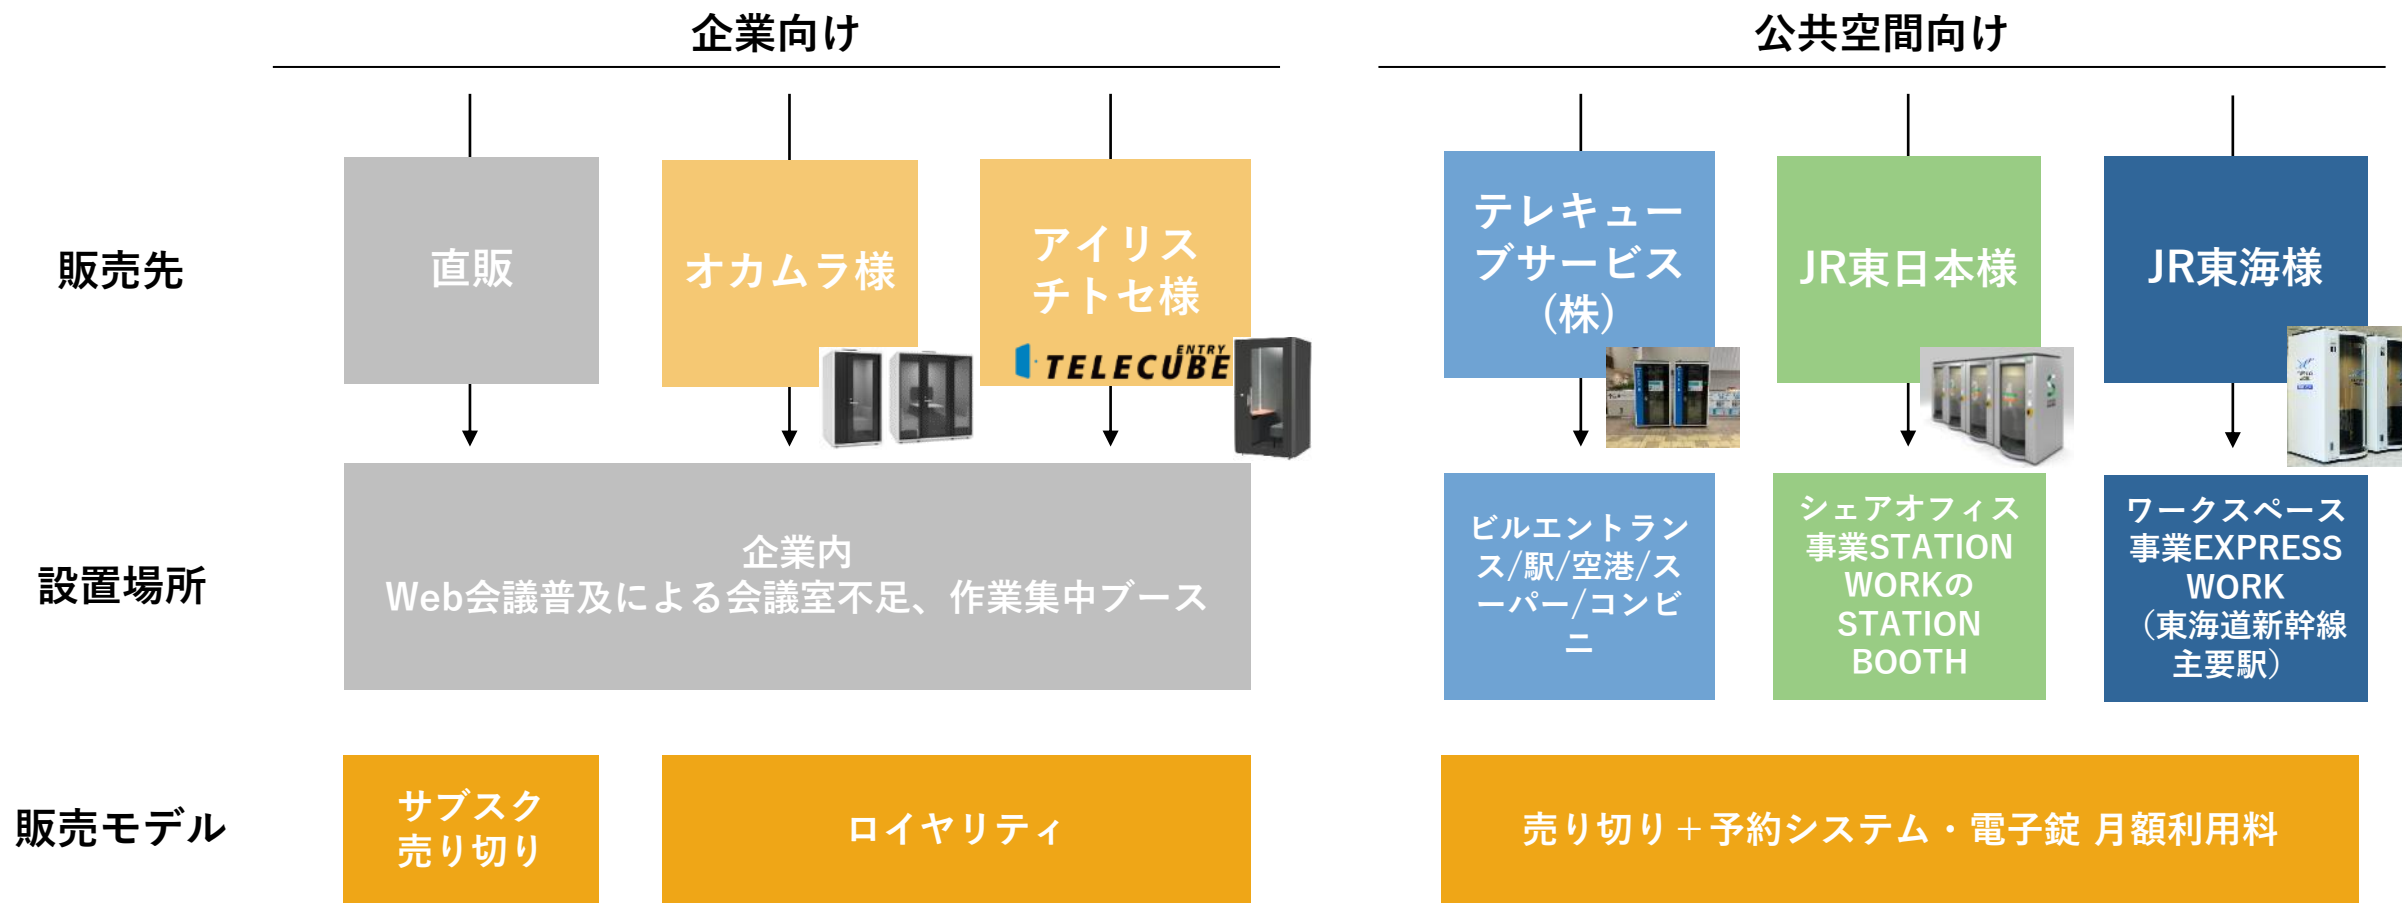 企業向け
公共空間向け
販売先
直販
オカムラ様
アイリス
チトセ様
ENTRY
TELECUBE
テレキュー
ブサービス
(株)
JR東日本様
JR東海様
設置場所
企業内
Web会議普及による会議室不足、作業集中ブース
ビルエントラン
ス/駅/空港/ス
ーパー/コンビ
ニ
シェアオフィス
事業STATION
WORKの
STATION
BOOTH
ワークスペース
事業EXPRESS
WORK
（東海道新幹線
主要駅）
販売モデル
サブスク
売り切り
ロイヤリティ
売り切り＋予約システム・電子錠 月額利用料